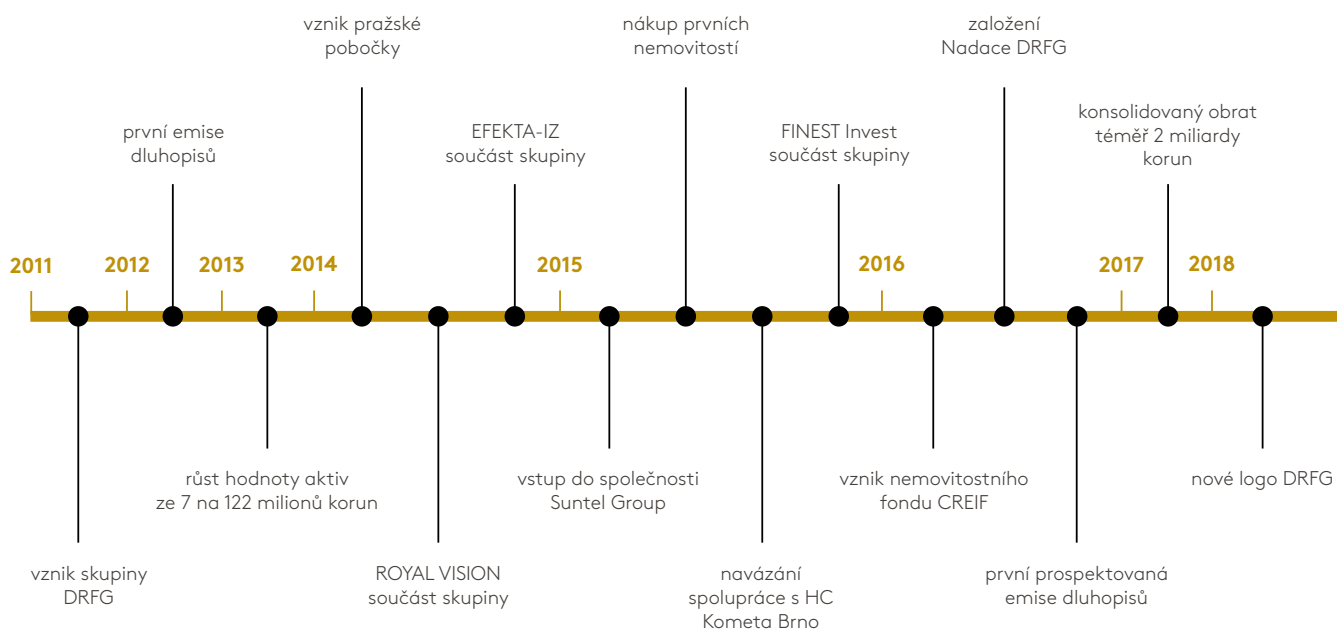 vznik pražské
pobočky
nákup prvních
nemovitostí
založení
Nadace DRFG
první emise
dluhopisů
EFEKTA-IZ
součást skupiny
FINEST Invest
součást skupiny
konsolidovaný obrat
téměř 2 miliardy
korun
2011
2012
2013
2014
2015
2016
2017
2018
růst hodnoty aktiv
ze 7 na 122 milionů korun
vstup do společnosti
Suntel Group
vznik nemovitostního
fondu CREIF
nové logo DRFG
vznik skupiny
DRFG
ROYAL VISION
součást skupiny
navázání
spolupráce s HC
Kometa Brno
první prospektovaná
emise dluhopisů